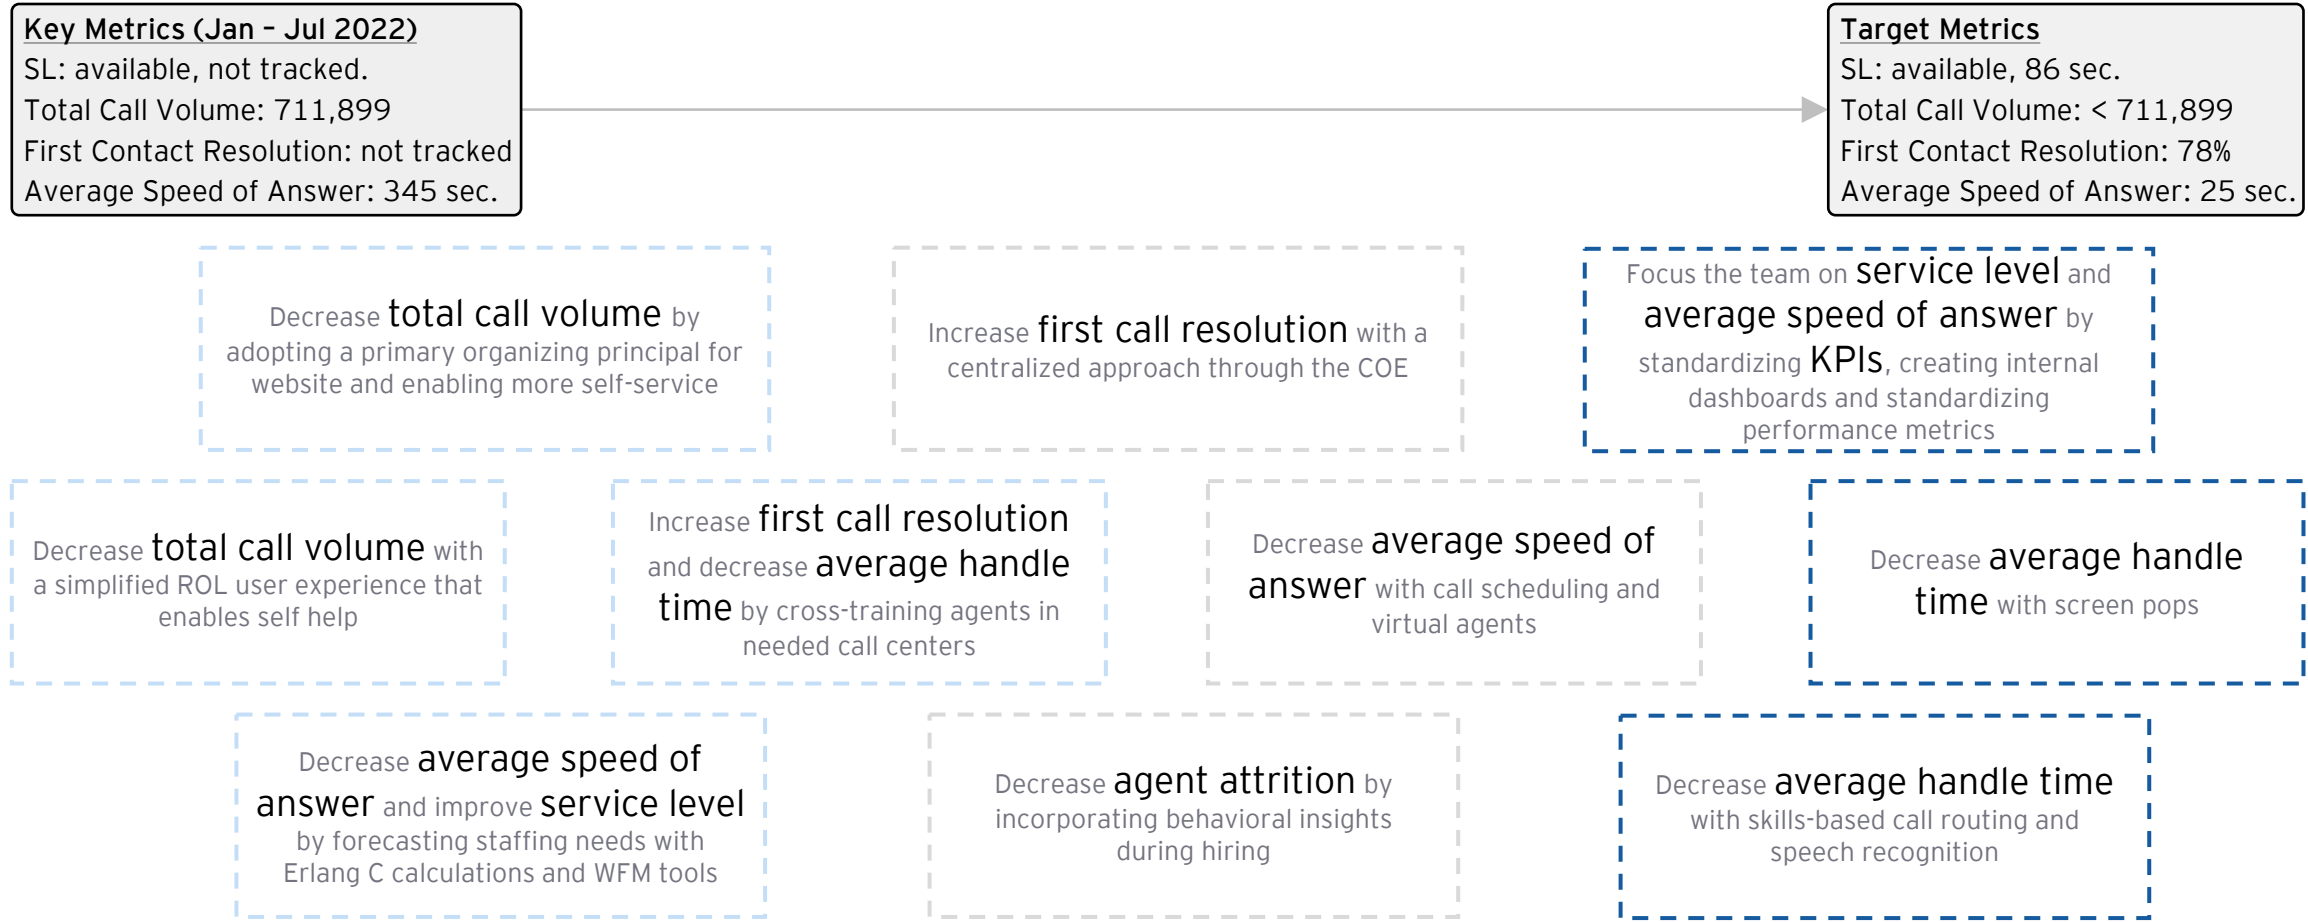 Key Metrics (Jan – Jul 2022)
SL: available, not tracked.
Total Call Volume: 711,899
First Contact Resolution: not tracked
Average Speed of Answer: 345 sec.
Target Metrics
SL: available, 86 sec.
Total Call Volume: < 711,899
First Contact Resolution: 78%
Average Speed of Answer: 25 sec.
Decrease total call volume by
adopting a primary organizing principal for
website and enabling more self-service
Increase first call resolution with a
centralized approach through the COE
Focus the team on service level and
average speed of answer by
standardizing KPIs, creating internal
dashboards and standardizing
performance metrics
Decrease total call volume with
a simplified ROL user experience that
enables self help
Increase first call resolution
and decrease average handle
time by cross-training agents in
needed call centers
Decrease average speed of
answer with call scheduling and
virtual agents
Decrease average handle
time with screen pops
Decrease average speed of
answer and improve service level
by forecasting staffing needs with
Erlang C calculations and WFM tools
Decrease agent attrition by
incorporating behavioral insights
during hiring
Decrease average handle time
with skills-based call routing and
speech recognition